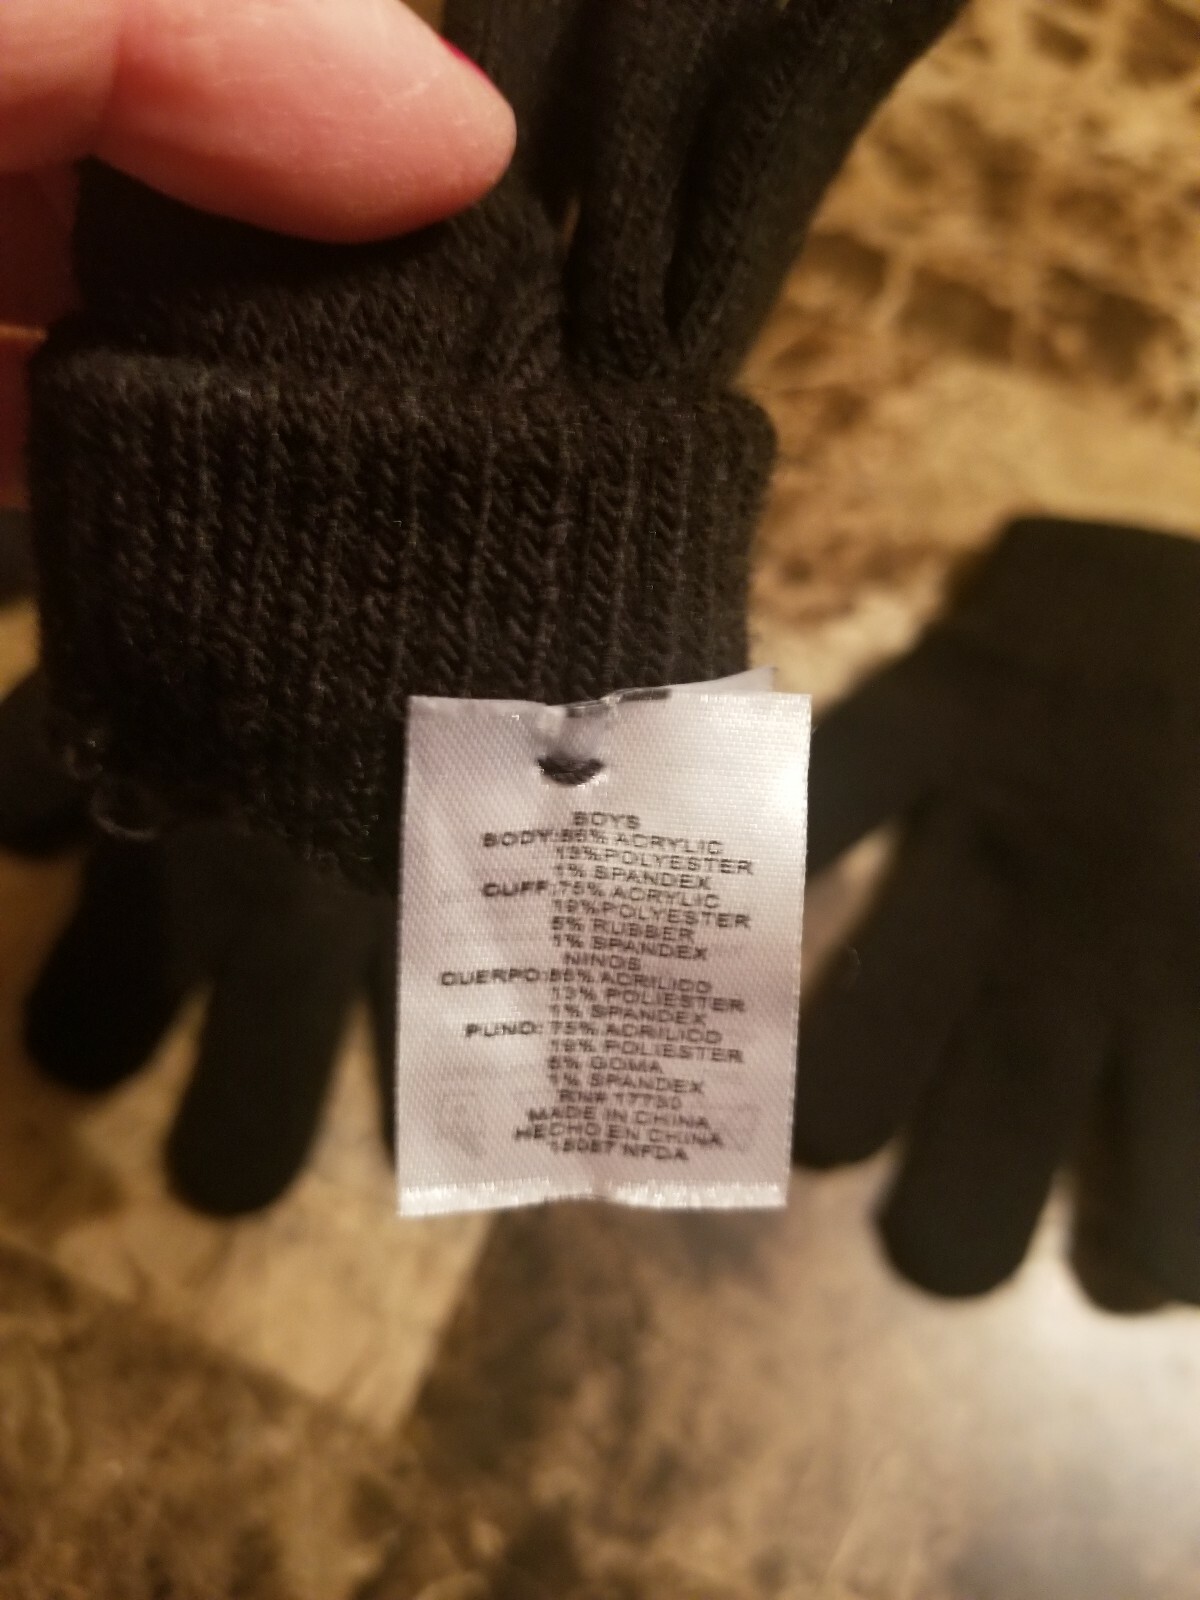 BOYS
BODY:86% ACRYLIC
13%POLYESTER
1% SPANDEX
CUFF:75% ACRYLIC
19%POLYESTER
5% RUBBER
1% SPANDEX
NINOS
CUERPO:86% ACRILICO
13% POLIESTER
1% SPANDEX
PUNO:75% ACRILICO
19% POLIESTER
5% GOMA
1% SPANDEX
RN#
MADE IN CHINA
HECHO EN CHINA
NFDA